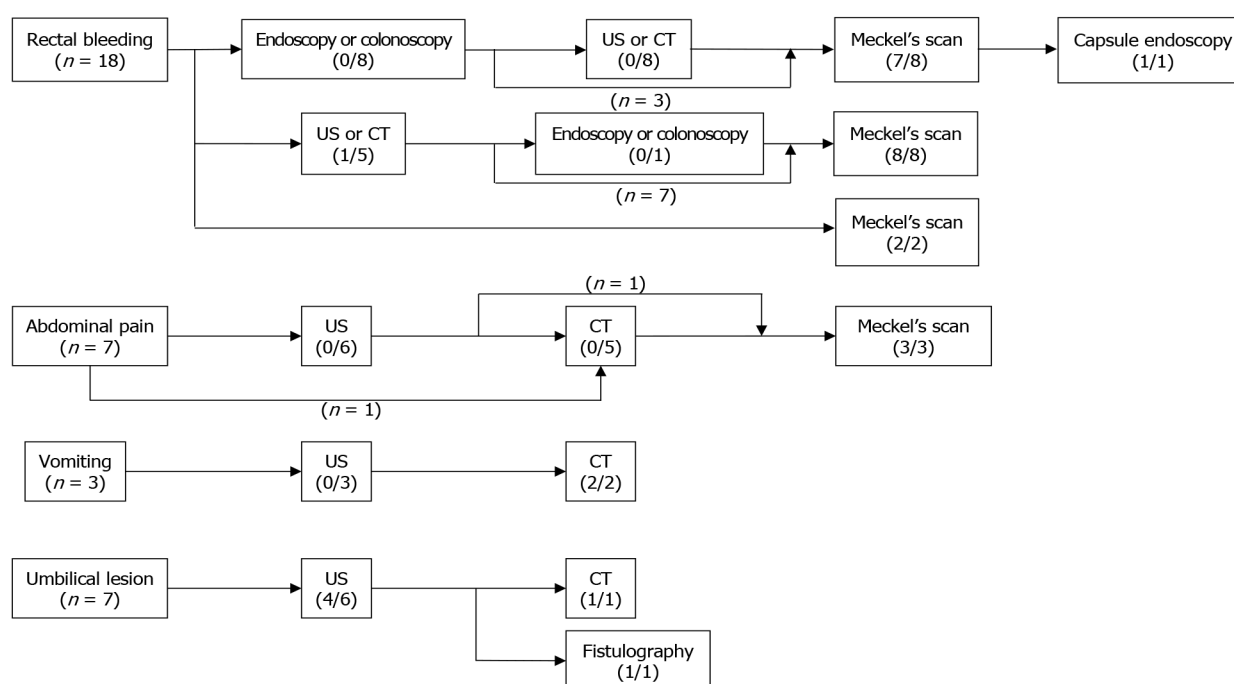 Rectal bleeding
(n = 18)
Endoscopy or colonoscopy
(0/8)
US or CT
(0/8)
Meckel's scan
(7/8)
Capsule endoscopy
(1/1)
(n = 3)
US or CT
(1/5)
Endoscopy or colonoscopy
(0/1)
Meckel's scan
(8/8)
(n = 7)
Meckel's scan
(2/2)
(n = 1)
Abdominal pain
(n = 7)
US
(0/6)
CT
(0/5)
Meckel's scan
(3/3)
(n = 1)
Vomiting
(n = 3)
US
(0/3)
CT
(2/2)
Umbilical lesion
(n = 7)
US
(4/6)
CT
(1/1)
Fistulography
(1/1)